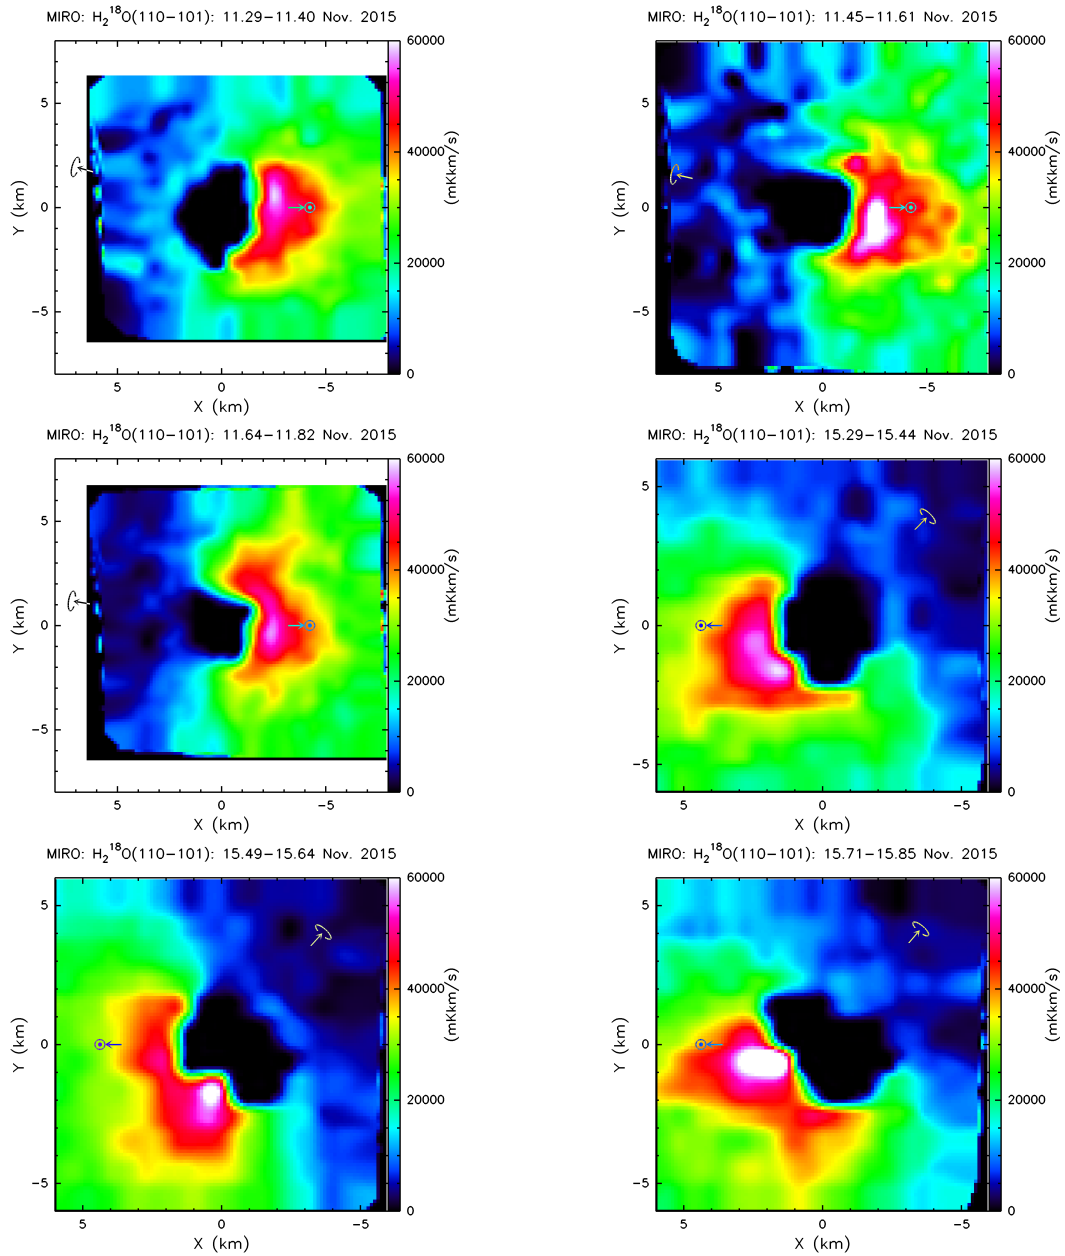 MIRO: H₂¹⁸O(110−101): 11.29−11.40 Nov. 2015
5
0
−5
Y (km)
5
0
−5
X (km)
60000
40000
20000
0
(mKkm/s)
MIRO: H₂¹⁸O(110−101): 11.45−11.61 Nov. 2015
5
0
−5
Y (km)
5
0
−5
X (km)
60000
40000
20000
0
(mKkm/s)
MIRO: H₂¹⁸O(110−101): 11.64−11.82 Nov. 2015
5
0
−5
Y (km)
5
0
−5
X (km)
60000
40000
20000
0
(mKkm/s)
MIRO: H₂¹⁸O(110−101): 15.29−15.44 Nov. 2015
5
0
−5
Y (km)
5
0
−5
X (km)
60000
40000
20000
0
(mKkm/s)
MIRO: H₂¹⁸O(110−101): 15.49−15.64 Nov. 2015
5
0
−5
Y (km)
5
0
−5
X (km)
60000
40000
20000
0
(mKkm/s)
MIRO: H₂¹⁸O(110−101): 15.71−15.85 Nov. 2015
5
0
−5
Y (km)
5
0
−5
X (km)
60000
40000
20000
0
(mKkm/s)